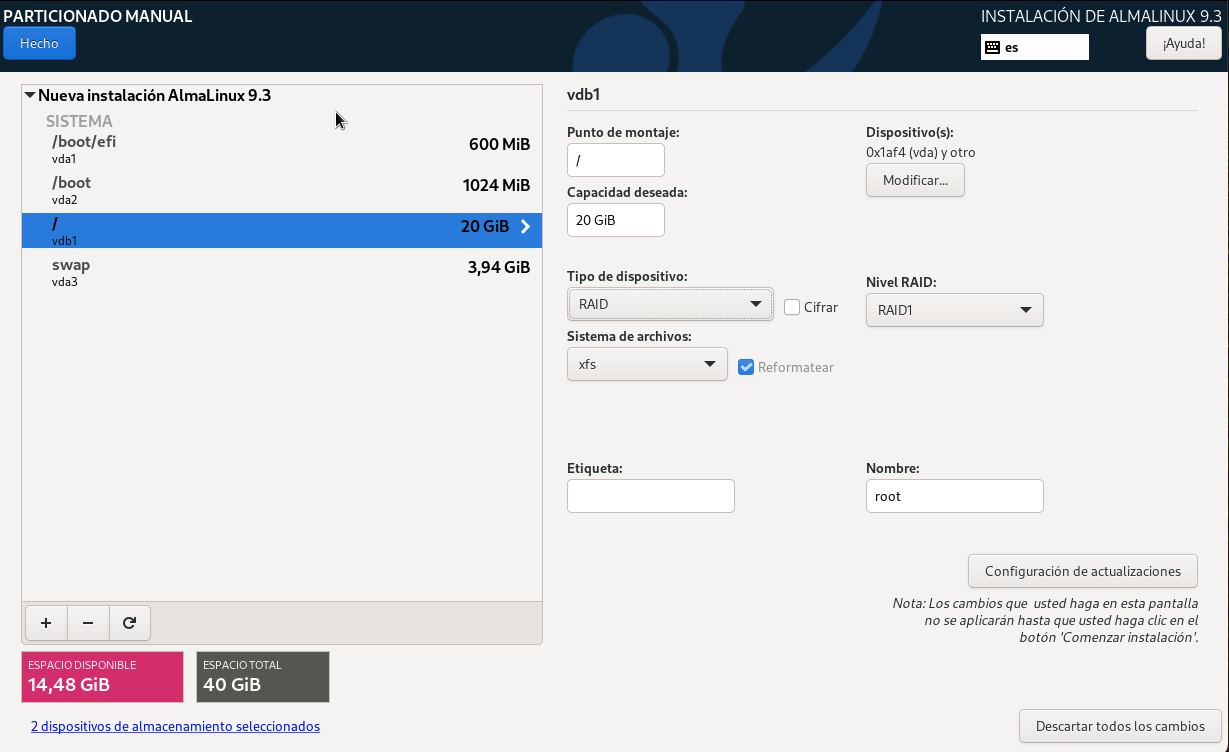 PARTICIONADO MANUAL
INSTALACIÓN DE ALMALINUX 9.3
Hecho
es
¡Ayuda!
Nueva instalación AlmaLinux 9.3
SISTEMA
/boot/efi
600 MiB
vda1
/boot
1024 MiB
vda2
/
20 GiB
vdb1
swap
3,94 GiB
vda3
+ −
ESPACIO DISPONIBLE
14,48 GiB
ESPACIO TOTAL
40 GiB
2 dispositivos de almacenamiento seleccionados
vdb1
Punto de montaje:
/
Dispositivo(s):
0x1af4 (vda) y otro
Modificar...
Capacidad deseada:
20 GiB
Tipo de dispositivo:
RAID
Cifrar
Nivel RAID:
RAID1
Sistema de archivos:
xfs
Reformatear
Etiqueta:
Nombre:
root
Configuración de actualizaciones
Nota: Los cambios que usted haga en esta pantalla
no se aplicarán hasta que usted haga clic en el
botón 'Comenzar instalación'.
Descartar todos los cambios